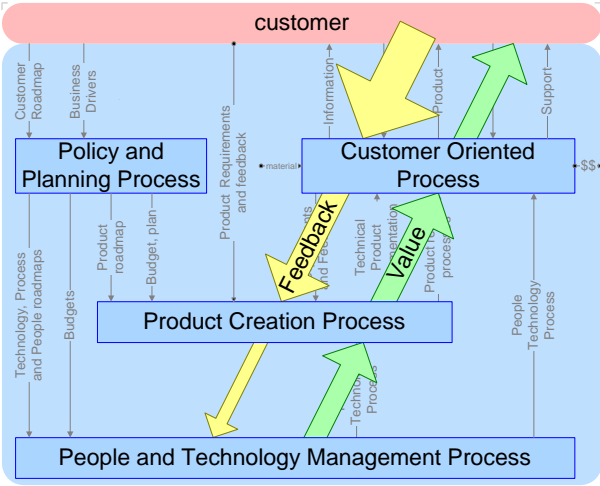 customer
Customer
Roadmap
Business
Drivers
Product Requirements
and feedback
Information
Product
Support
Policy and
Planning Process
material
Customer Oriented
Process
$$
Technology, Process
and People roadmaps
Budgets
Product
roadmap
Budget, plan
Feedback
Technical
Product
Value
process
People
Technology
Process
Product Creation Process
Process
People and Technology Management Process